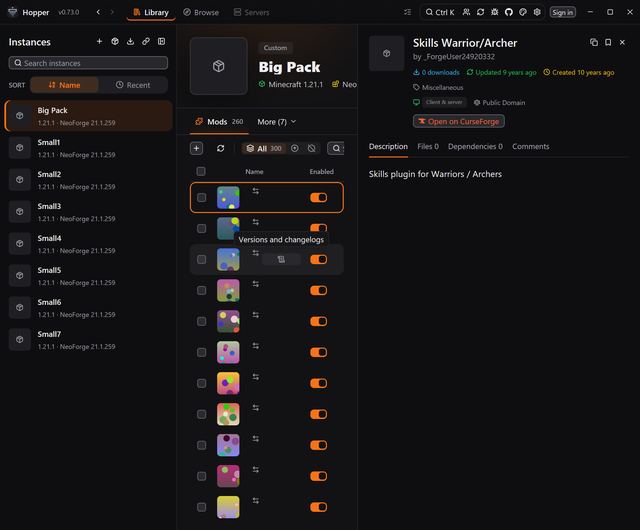 Hopper v0.73.0 Library Browse Servers Ctrl K Sign in
Instances
Search instances
SORT Name Recent
Big Pack
1.21.1 · NeoForge 21.1.259
Small1
1.21.1 · NeoForge 21.1.259
Small2
1.21.1 · NeoForge 21.1.259
Small3
1.21.1 · NeoForge 21.1.259
Small4
1.21.1 · NeoForge 21.1.259
Small5
1.21.1 · NeoForge 21.1.259
Small6
1.21.1 · NeoForge 21.1.259
Small7
1.21.1 · NeoForge 21.1.259
Custom
Big Pack
Minecraft 1.21.1 Neo
Mods 260 More (7)
All 300
Name Enabled
Versions and changelogs
Skills Warrior/Archer
by _ForgeUser24920332
0 downloads Updated 9 years ago Created 10 years ago
Miscellaneous
Client & server Public Domain
Open on CurseForge
Description Files 0 Dependencies 0 Comments
Skills plugin for Warriors / Archers